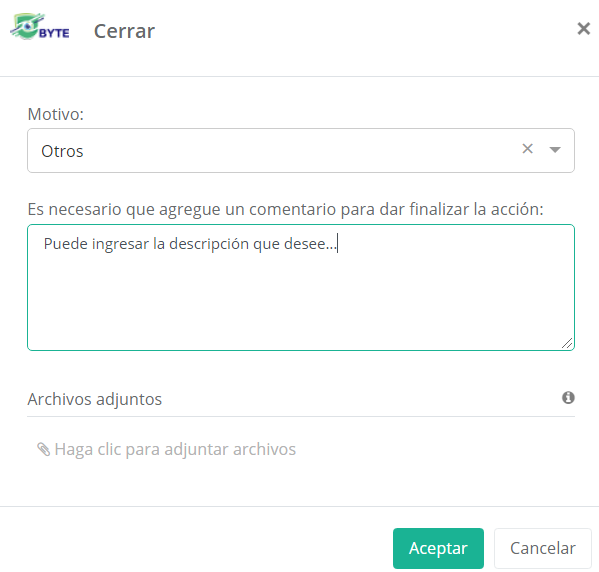 BYTE Cerrar
Motivo:
Otros
Es necesario que agregue un comentario para dar finalizar la acción:
Puede ingresar la descripción que desee...
Archivos adjuntos
Haga clic para adjuntar archivos
Aceptar Cancelar